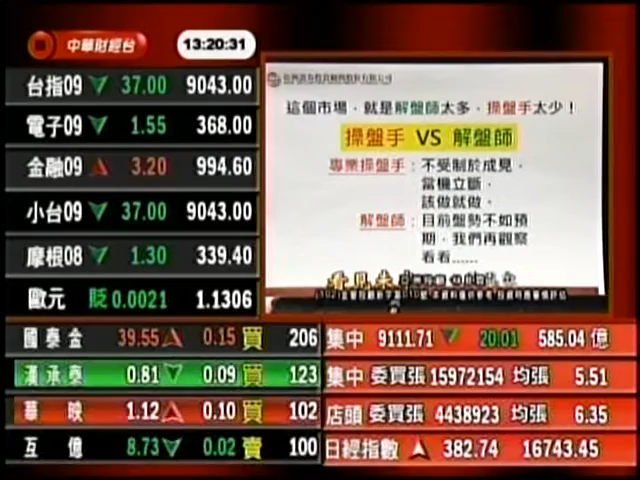 中華財經台 13:20:31
台指09 37.00 9043.00
電子09 1.55 368.00
金融09 3.20 994.60
小台09 37.00 9043.00
摩根08 1.30 339.40
歐元 貶0.0021 1.1306
這個市場，就是解盤師太多，操盤手太少！
操盤手 VS 解盤師
專業操盤手：不受制於成見，
當機立斷，
該做就做。
解盤師：目前盤勢不如預
期，我們再觀察
看看......
看見未
國泰金 39.55 0.15 買 206
漢承泰 0.81 0.09 買 123
華映 1.12 0.10 買 102
互億 8.73 0.02 賣 100
集中 9111.71 20.01 585.04 億
集中 委買張 15972154 均張 5.51
店頭 委買張 4438923 均張 6.35
日經指數 382.74 16743.45